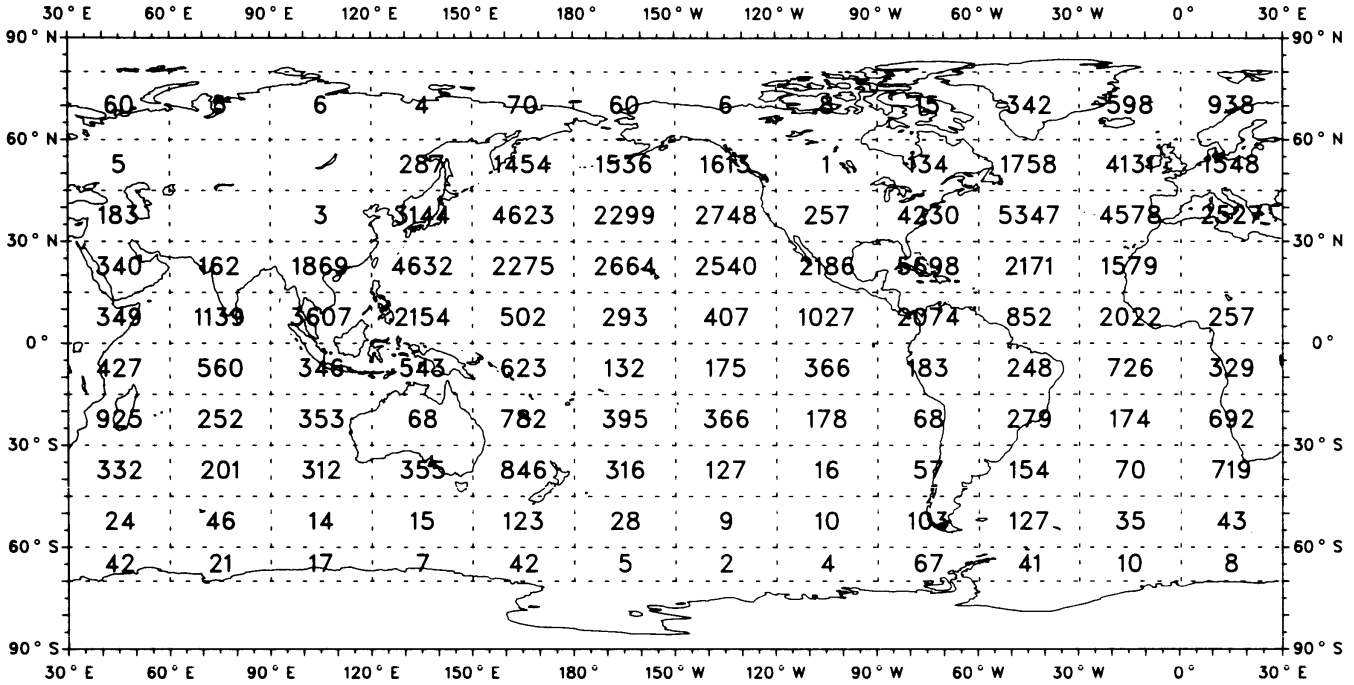 30° E 60° E 90° E 120° E 150° E 180° 150° W 120° W 90° W 60° W 30° W 0° 30° E
90° N 90° N
60 6 4 70 60 6 8 15 342 598 938
60° N 60° N
5 287 1454 1536 1613 1 134 1758 4131 1548
183 3 3144 4623 2299 2748 257 4230 5347 4578 2527
30° N 30° N
340 162 1869 4632 2275 2664 2540 2186 5698 2171 1579
349 1139 3607 2154 502 293 407 1027 2074 852 2022 257
0° 0°
427 560 346 543 623 132 175 366 183 248 726 329
925 252 353 68 782 395 366 178 68 279 174 692
30° S 30° S
332 201 312 355 846 316 127 16 57 154 70 719
24 46 14 15 123 28 9 10 103 127 35 43
60° S 60° S
42 21 17 7 42 5 2 4 67 41 10 8
90° S 90° S
30° E 60° E 90° E 120° E 150° E 180° 150° W 120° W 90° W 60° W 30° W 0° 30° E